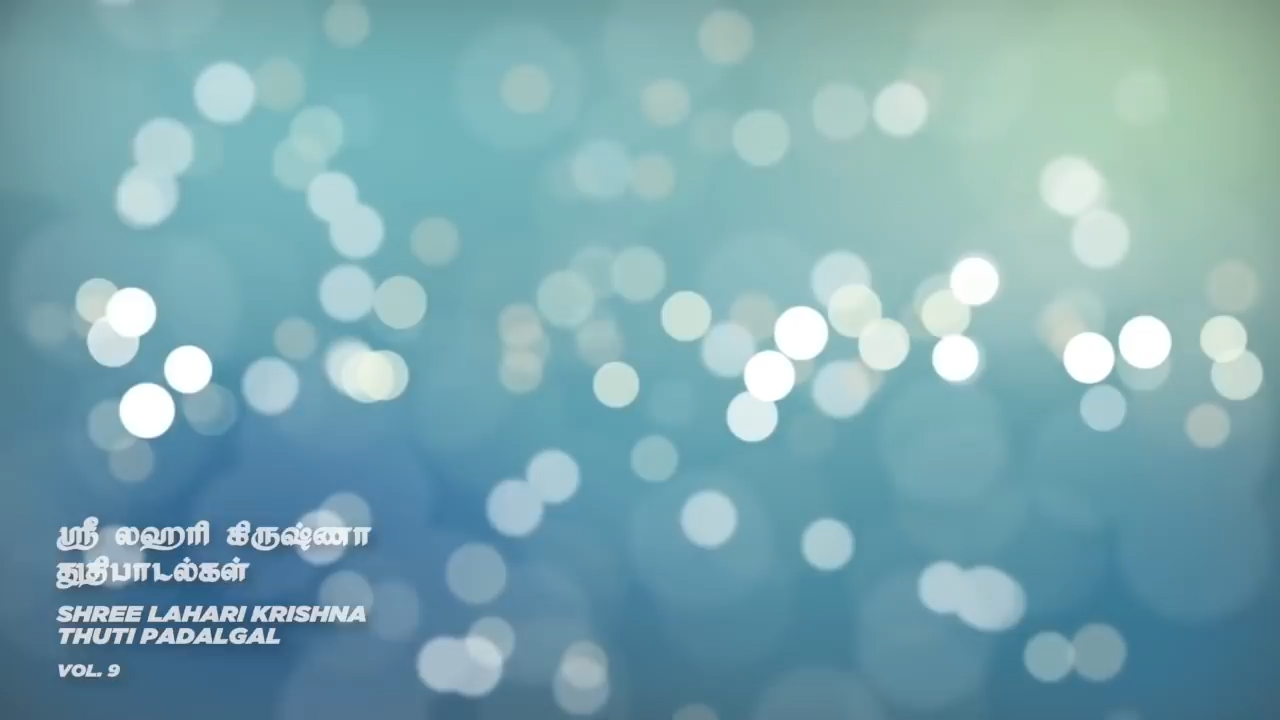 ஸ்ரீ லஹரி கிருஷ்ணா
துதிபாடல்கள்
SHREE LAHARI KRISHNA
THUTI PADALGAL
VOL. 9